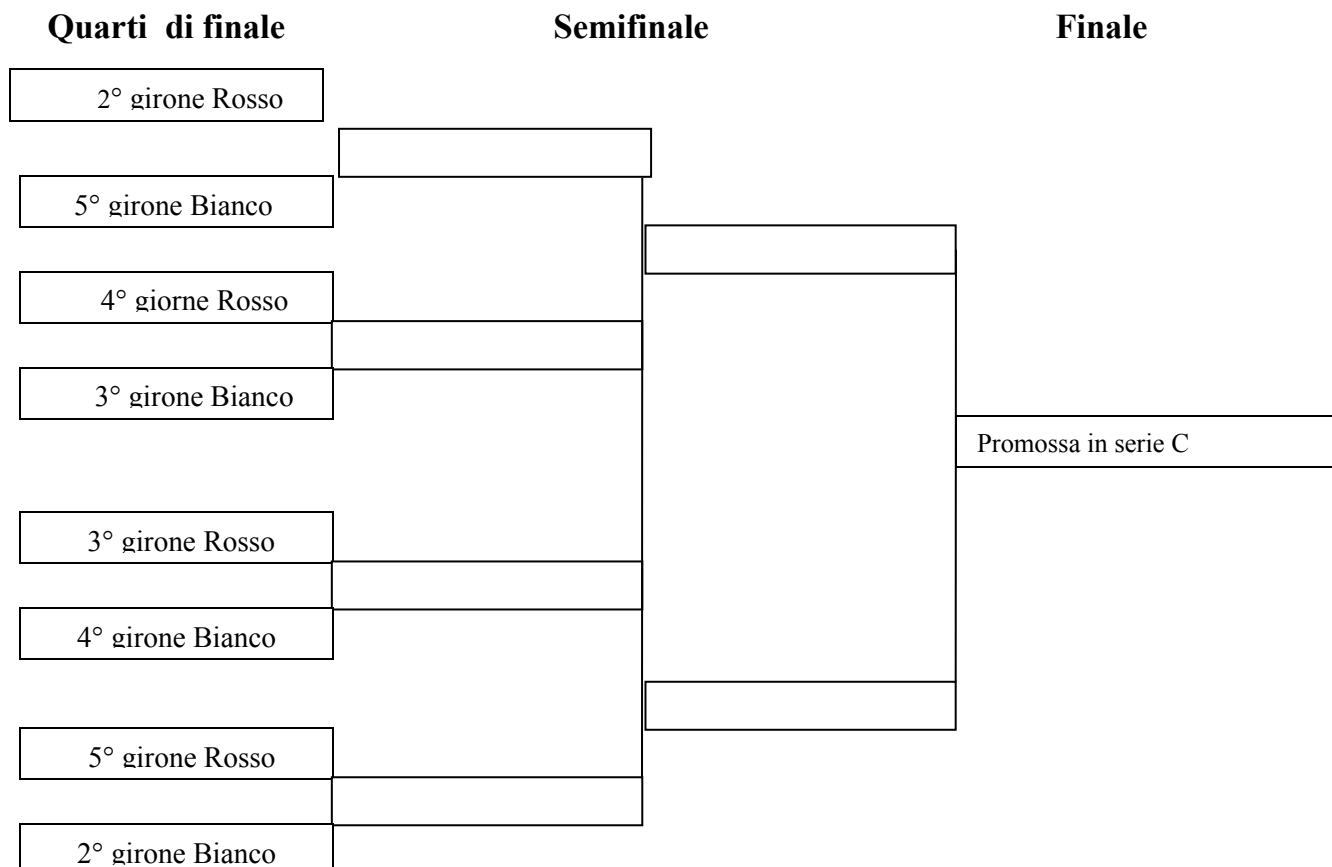 Quarti di finale Semifinale Finale
2° girone Rosso
5° girone Bianco
4° giorne Rosso
3° girone Bianco
Promossa in serie C
3° girone Rosso
4° girone Bianco
5° girone Rosso
2° girone Bianco